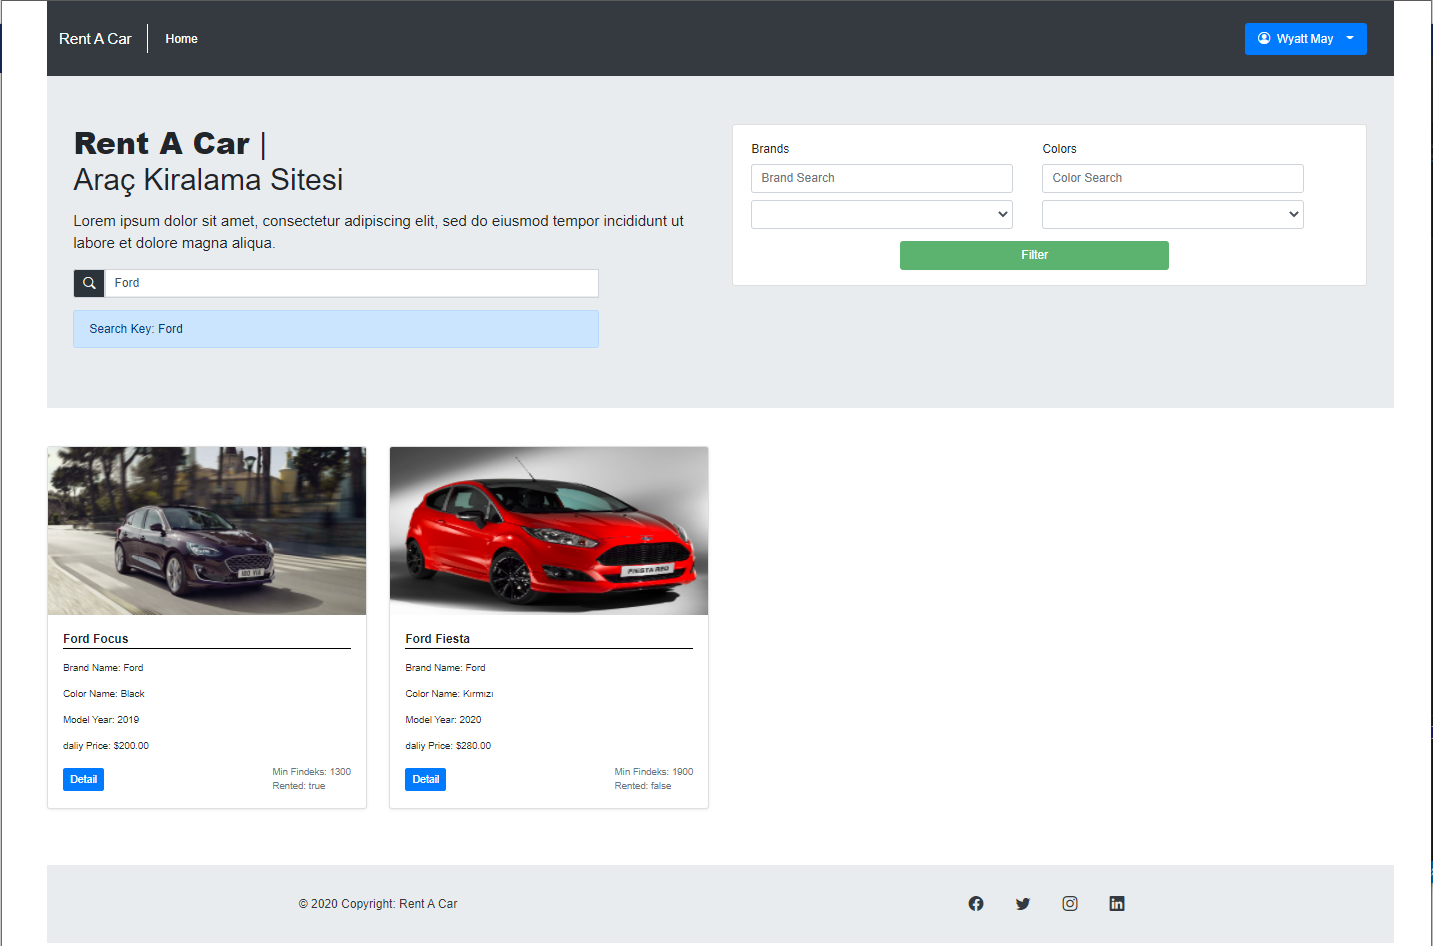 Rent A Car
Home
Wyatt May
Rent A Car |
Araç Kiralama Sitesi
Lorem ipsum dolor sit amet, consectetur adipiscing elit, sed do eiusmod tempor incididunt ut
labore et dolore magna aliqua.
Ford
Search Key: Ford
Brands
Colors
Brand Search
Color Search
Filter
FIESTA RED
Ford Focus
Brand Name: Ford
Color Name: Black
Model Year: 2019
daliy Price: $200.00
Detail
Min Findeks: 1300
Rented: true
Ford Fiesta
Brand Name: Ford
Color Name: Kırmızı
Model Year: 2020
daliy Price: $280.00
Detail
Min Findeks: 1900
Rented: false
© 2020 Copyright: Rent A Car